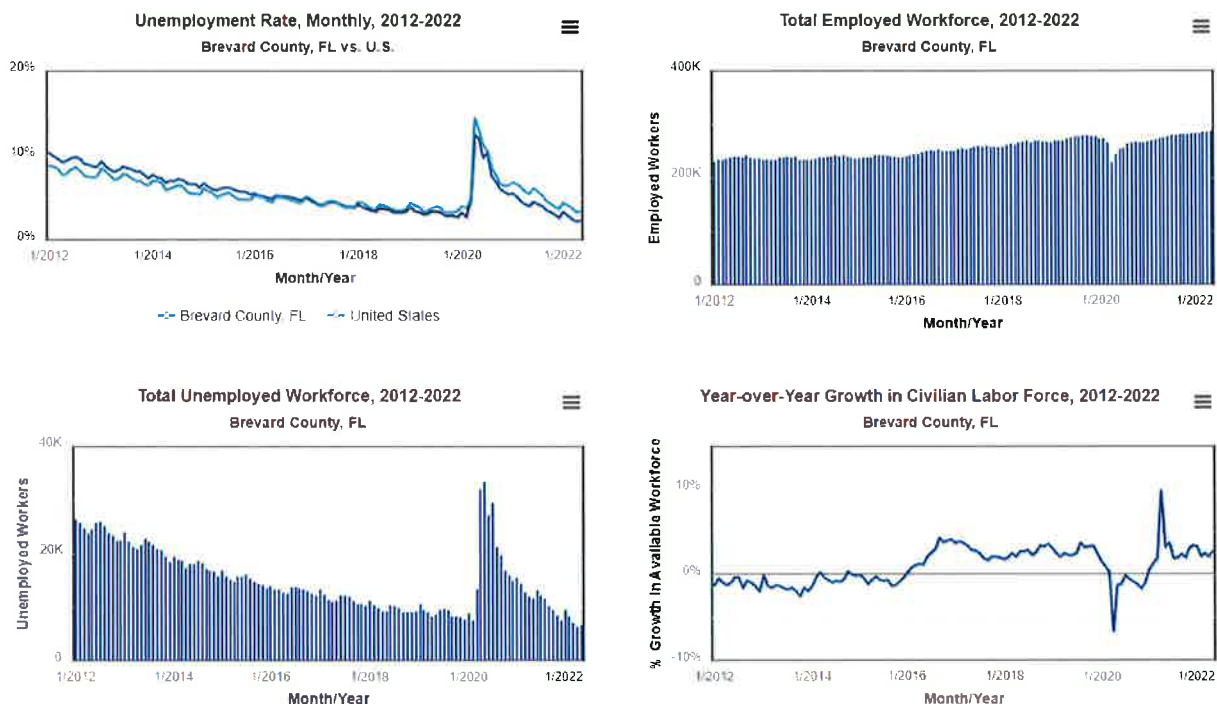 Unemployment Rate, Monthly, 2012-2022
Brevard County, FL vs. U.S.
20%
10%
0%
1/2012
1/2014
1/2016
1/2018
1/2020
1/2022
Month/Year
Brevard County, FL
United States
Total Employed Workforce, 2012-2022
Brevard County, FL
Employed Workers
400K
200K
0
1/2012
1/2014
1/2016
1/2018
1/2020
1/2022
Month/Year
Total Unemployed Workforce, 2012-2022
Brevard County, FL
Unemployed Workers
40K
20K
0
1/2012
1/2014
1/2016
1/2018
1/2020
1/2022
Month/Year
Year-over-Year Growth in Civilian Labor Force, 2012-2022
Brevard County, FL
% Growth In Available Workforce
10%
-10%
1/2012
1/2014
1/2016
1/2018
1/2020
1/2022
Month/Year